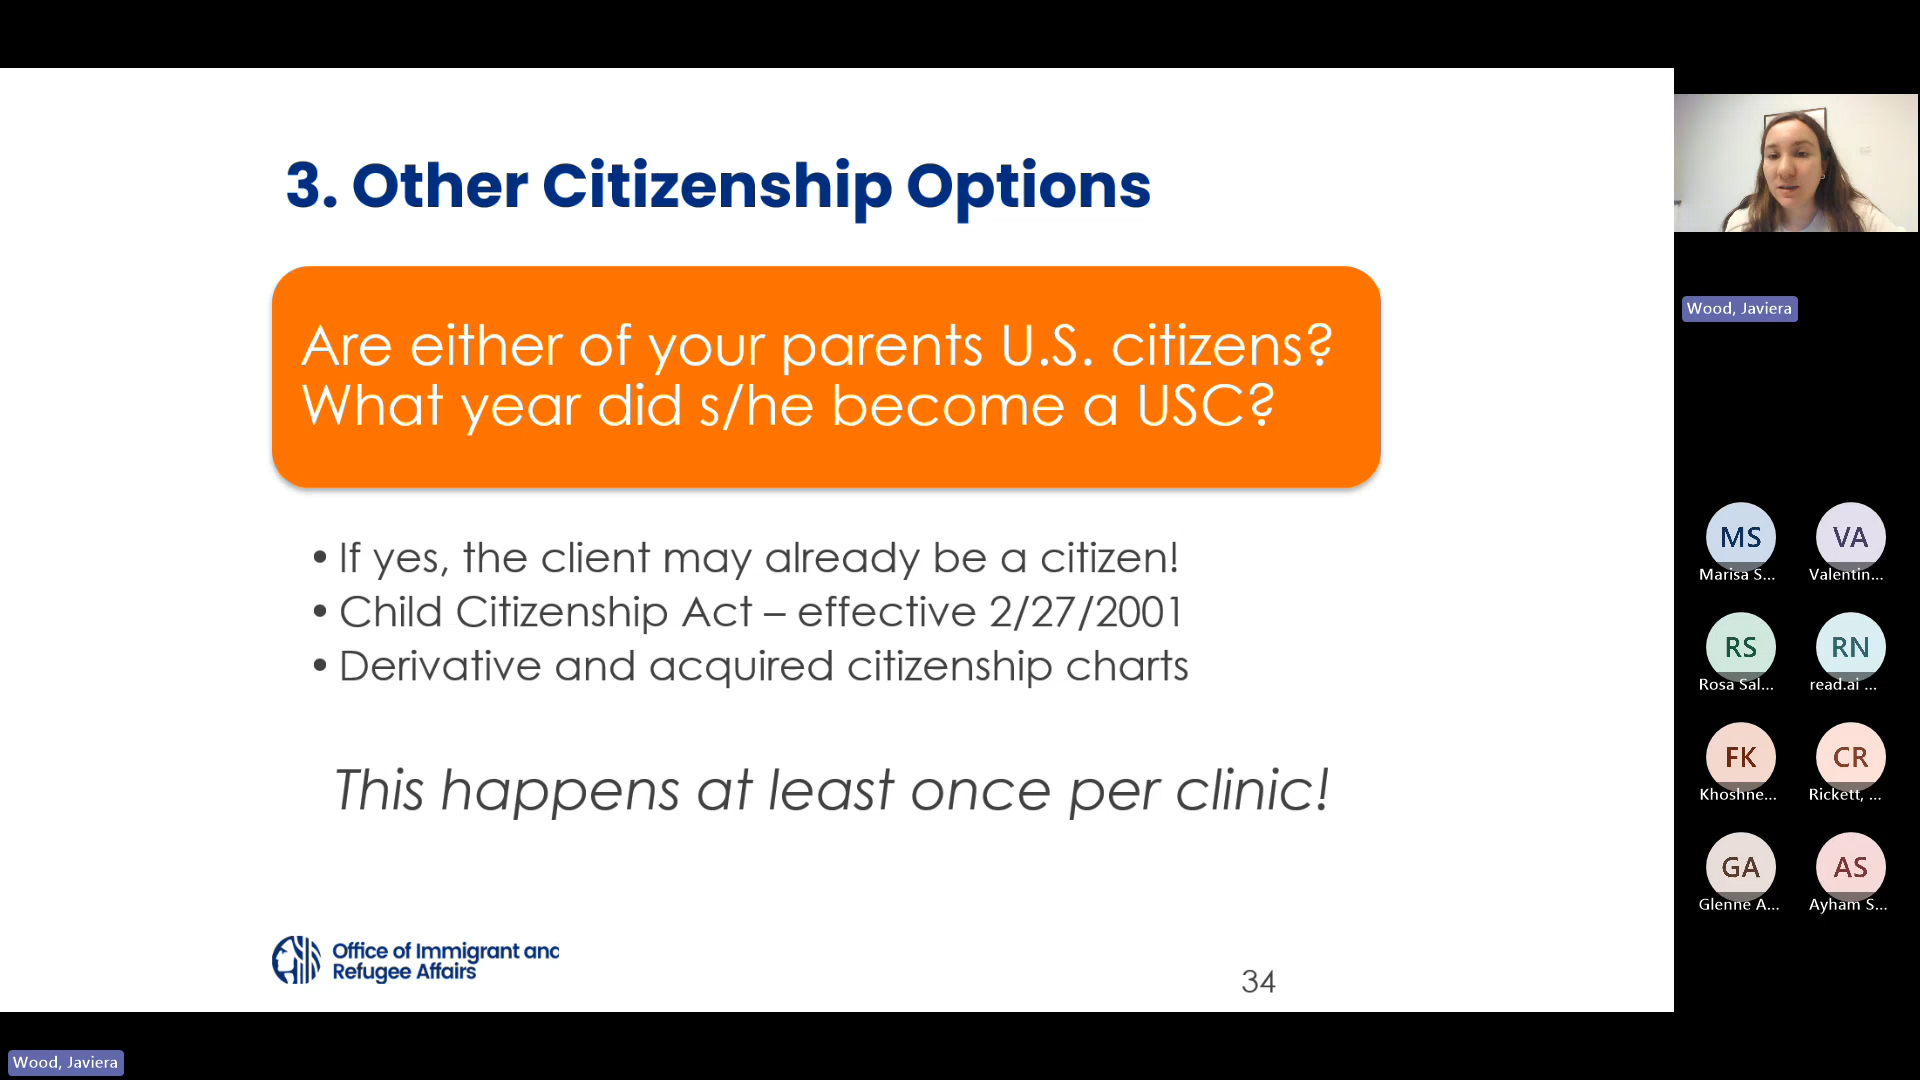 3. Other Citizenship Options
Are either of your parents U.S. citizens?
What year did s/he become a USC?
• If yes, the client may already be a citizen!
• Child Citizenship Act – effective 2/27/2001
• Derivative and acquired citizenship charts
This happens at least once per clinic!
Office of Immigrant and
Refugee Affairs
34
Wood, Javiera
Wood, Javiera
MS
VA
Marisa S...
Valentin...
RS
RN
Rosa Sal...
read.ai ...
FK
CR
Khoshne...
Rickett, ...
GA
AS
Glenne A...
Ayham S...